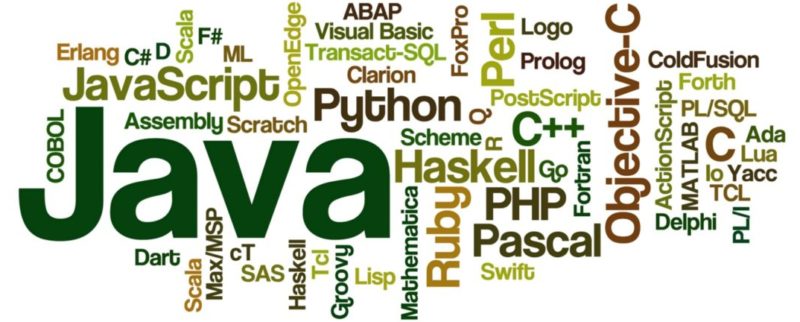 ABAP
Visual Basic
Transact-SQL
Clarion
OpenEdge
FoxPro
Perl
Logo
Prolog
PostScript
Objective-C
ColdFusion
Forth
PL/SQL
ActionScript
MATLAB
C
Ada
Lua
Io
Yacc
TCL
Delphi
PL/I
Erlang
C#
D
Scala
F#
ML
JavaScript
Python
Q
R
C++
COBOL
Assembly
Scratch
Scheme
Java
Haskell
Go
Fortran
Mathematica
Ruby
PHP
Pascal
Swift
Dart
Scala
Max/MSP
cT
SAS
Haskell
Tcl
Groovy
Lisp